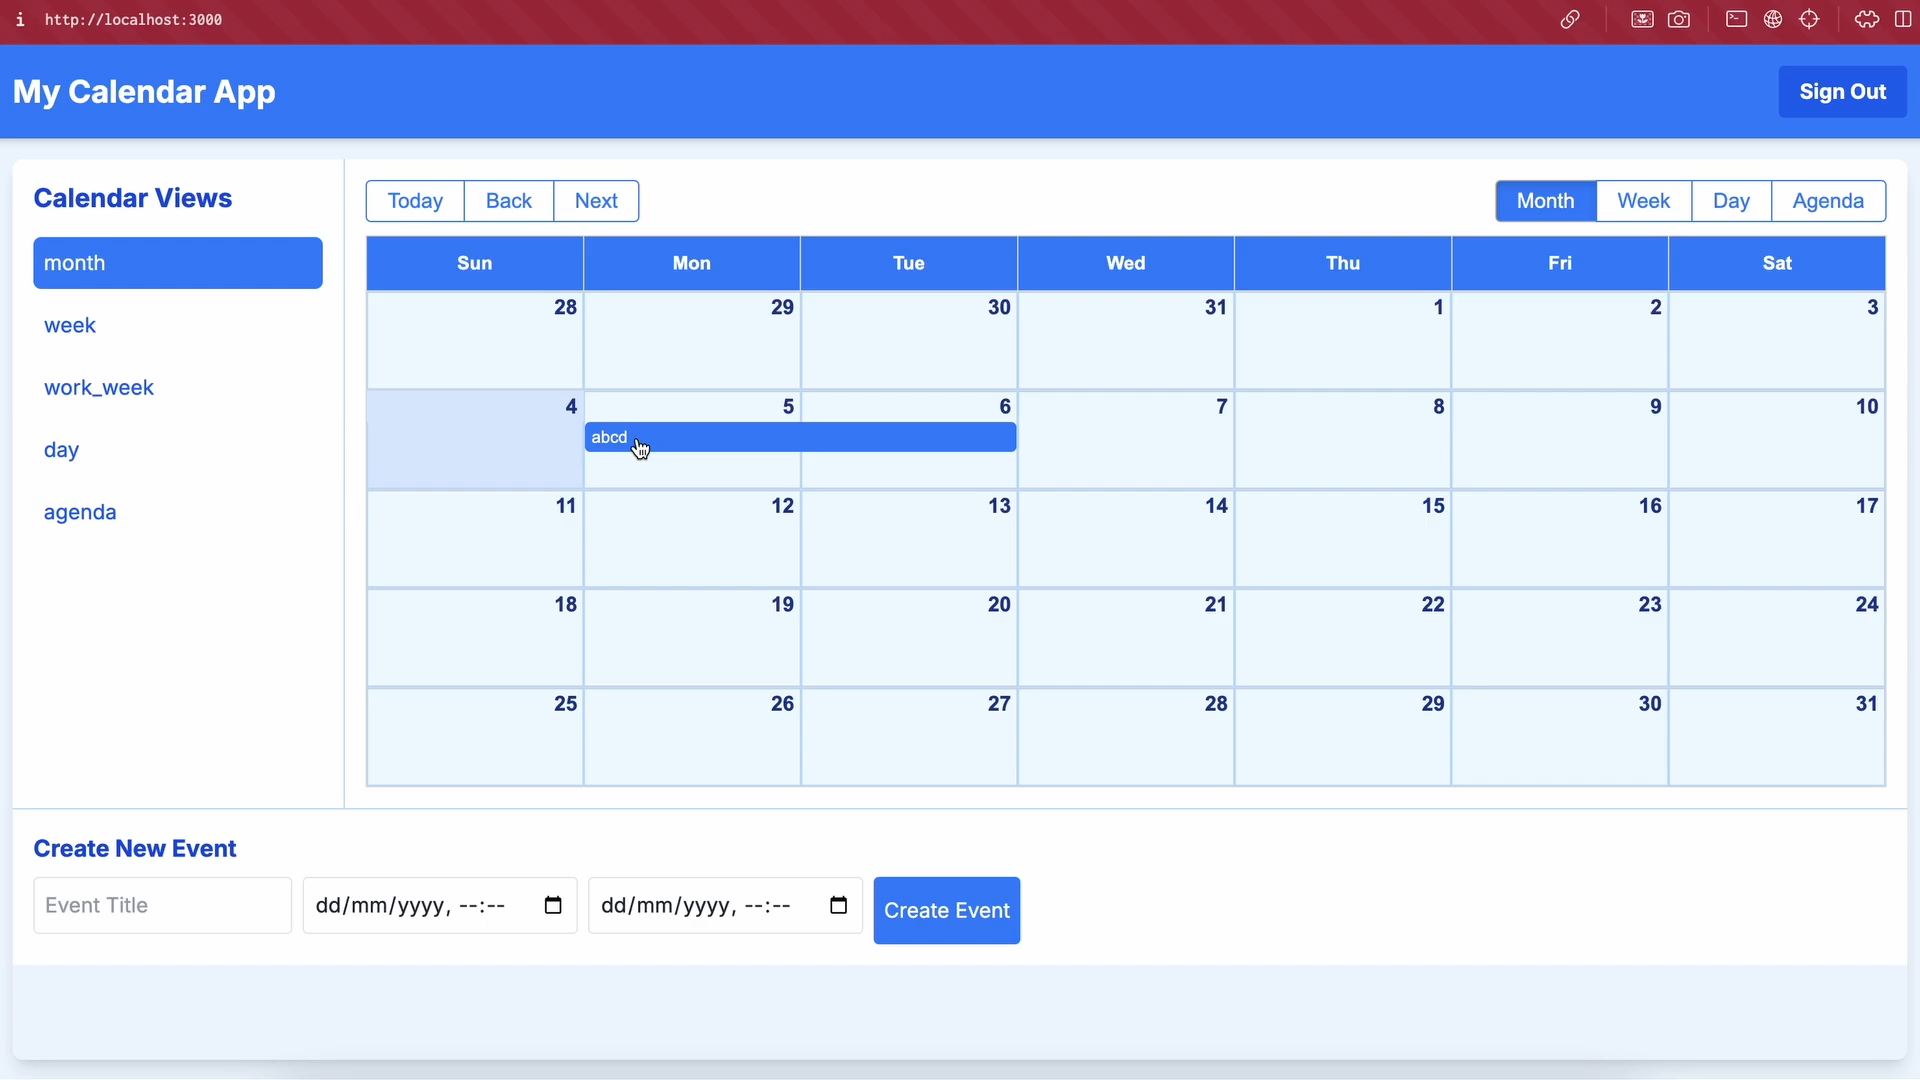 i http://localhost:3000
My Calendar App
Sign Out
Calendar Views
month
week
work_week
day
agenda
Today Back Next
Month Week Day Agenda
Sun Mon Tue Wed Thu Fri Sat
28 29 30 31 1 2 3
4 5 6 7 8 9 10
abcd
11 12 13 14 15 16 17
18 19 20 21 22 23 24
25 26 27 28 29 30 31
Create New Event
Event Title dd/mm/yyyy, --:-- dd/mm/yyyy, --:-- Create Event